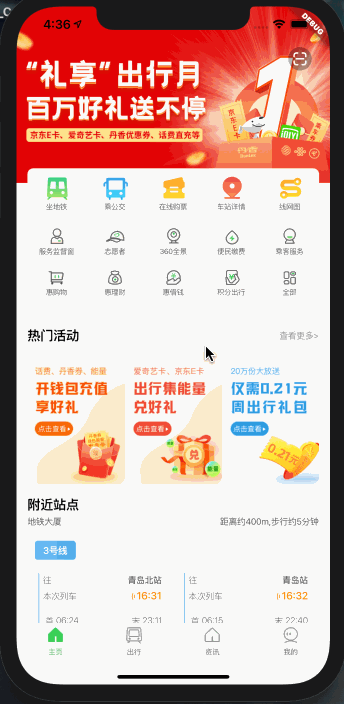 4:36
DEBUG
“礼享”出行月
百万好礼送不停
京东E卡、爱奇艺卡、丹香优惠券、话费直充等
坐地铁 乘公交 在线购票 车站详情 线网图
服务监督窗 志愿者 360全景 便民缴费 乘客服务
惠购物 惠理财 惠借钱 积分出行 全部
热门活动 查看更多>
话费、丹香券、能量 爱奇艺卡、京东E卡 20万份大放送
开钱包充值 出行集能量 仅需0.21元
享好礼 兑好礼 周出行礼包
点击查看 点击查看 点击查看
兑 0.21元
附近站点
地铁大厦 距离约400m,步行约5分钟
3号线
往 青岛北站 往 青岛站
本次列车 16:31 本次列车 16:32
首 06:24 末 23:11 首 06:15 末 22:40
主页 出行 资讯 我的